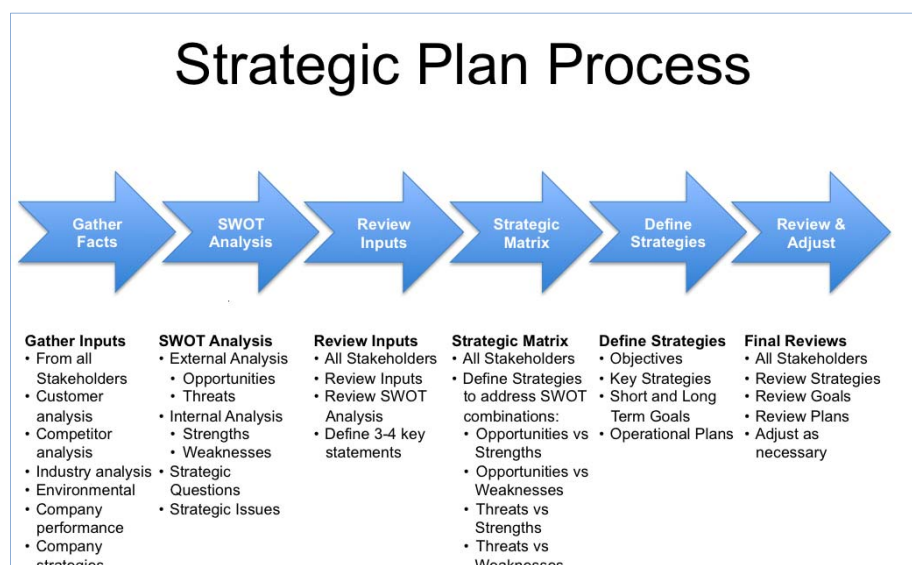 Strategic Plan Process
Gather
Facts
SWOT
Analysis
Review
Inputs
Strategic
Matrix
Define
Strategies
Review &
Adjust
Gather Inputs
• From all
Stakeholders
• Customer
analysis
• Competitor
analysis
• Industry analysis
• Environmental
• Company
performance
• Company
strategies
SWOT Analysis
• External Analysis
• Opportunities
• Threats
• Internal Analysis
• Strengths
• Weaknesses
• Strategic
Questions
• Strategic Issues
Review Inputs
• All Stakeholders
• Review Inputs
• Review SWOT
Analysis
• Define 3-4 key
statements
Strategic Matrix
• All Stakeholders
• Define Strategies
to address SWOT
combinations:
• Opportunities vs
Strengths
• Opportunities vs
Weaknesses
• Threats vs
Strengths
• Threats vs
Weaknesses
Define Strategies
• Objectives
• Key Strategies
• Short and Long
Term Goals
• Operational Plans
Final Reviews
• All Stakeholders
• Review Strategies
• Review Goals
• Review Plans
• Adjust as
necessary